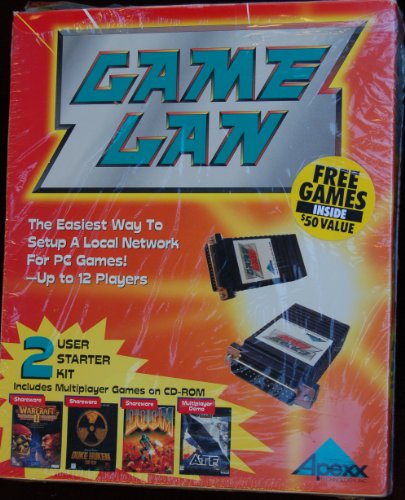 GAME
LAN
FREE
GAMES
INSIDE
$50 VALUE
The Easiest Way To
Setup A Local Network
For PC Games!
—Up to 12 Players
2 USER
STARTER
KIT
Includes Multiplayer Games on CD-ROM
Shareware
WARCRAFT
II
Shareware
DUKE NUKEM
Shareware
DOOM
Multiplayer
Demo
ATF
Apexx